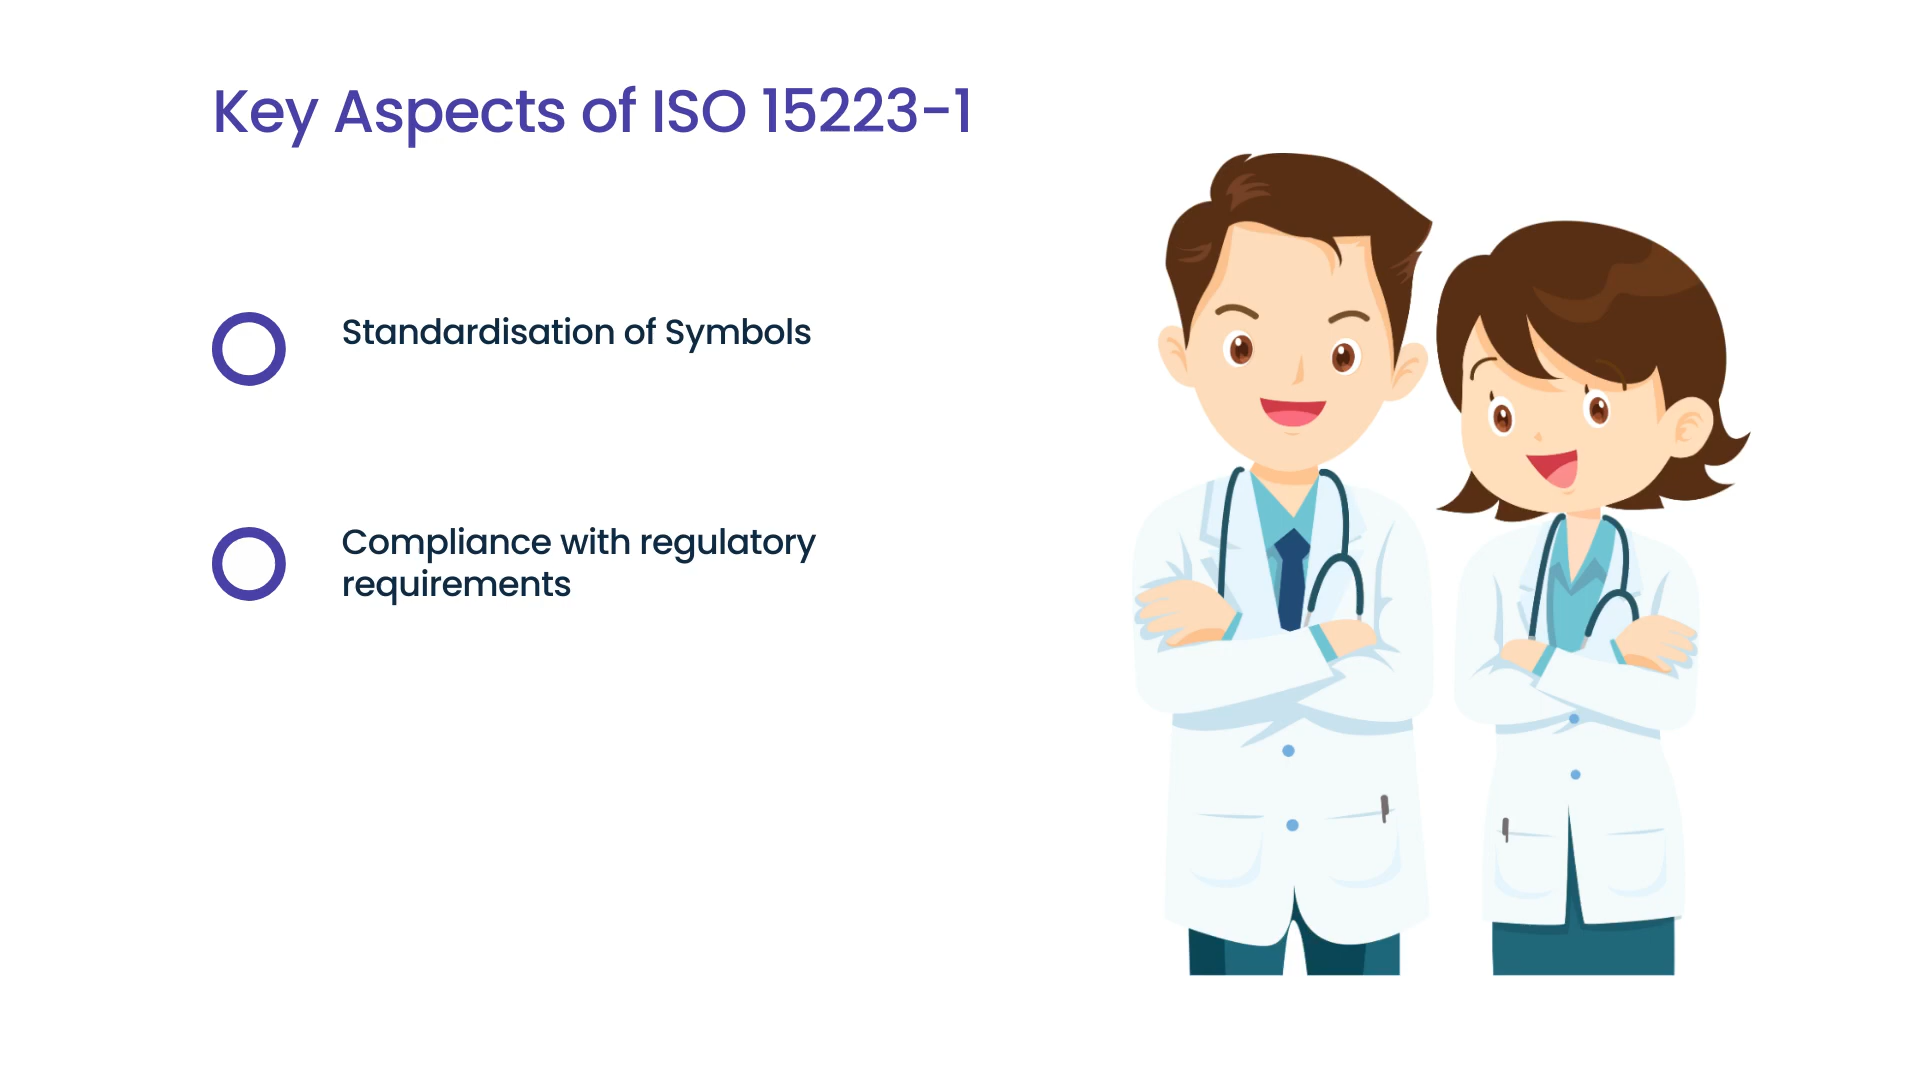 Key Aspects of ISO 15223-1
Standardisation of Symbols
Compliance with regulatory
requirements